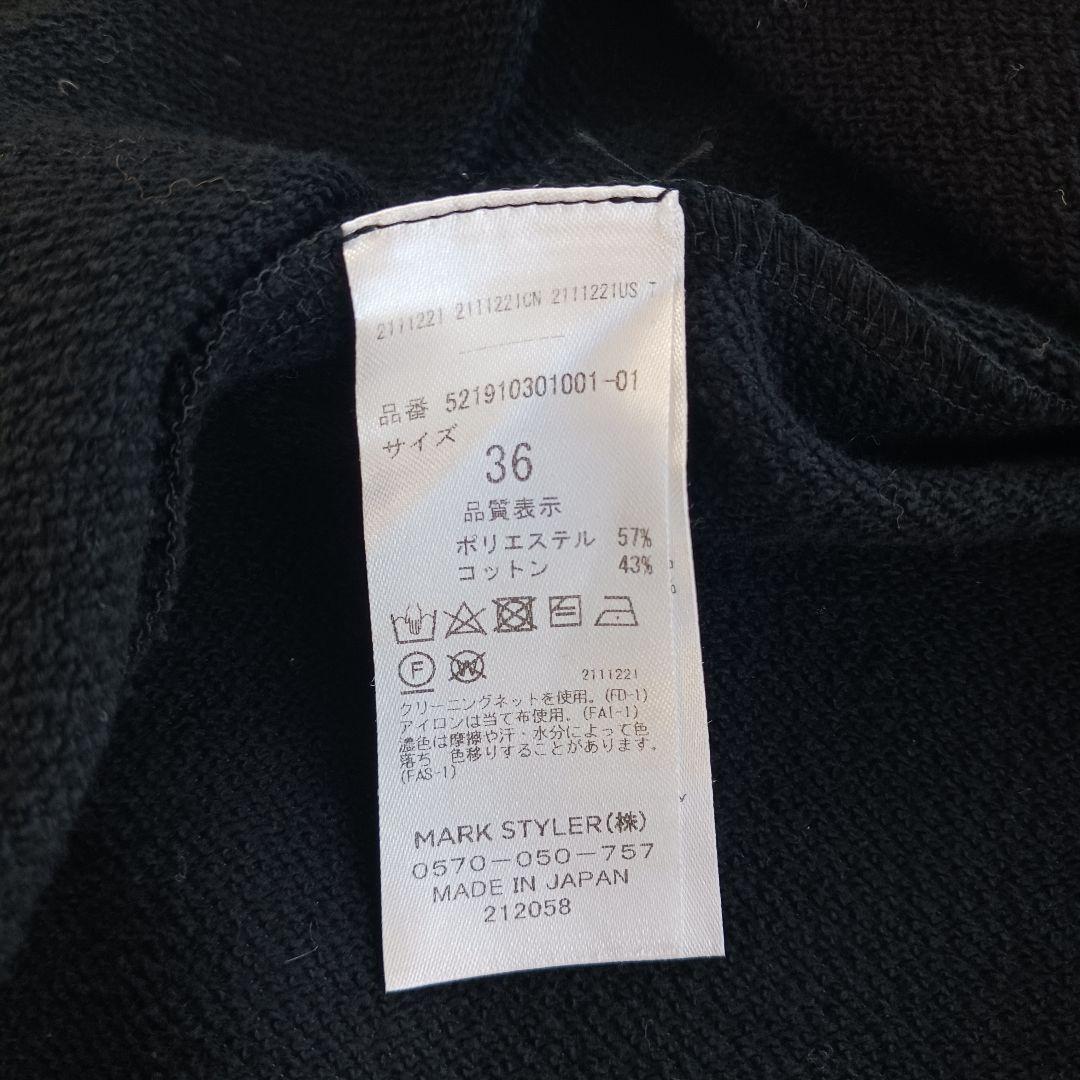 2111221 2111221CN 2111221US T
品番 521910301001-01
サイズ
36
品質表示
ポリエステル 57%
コットン 43%
F W
2111221
クリーニングネットを使用。(FD-1)
アイロンは当て布使用。(FAI-1)
濃色は摩擦や汗・水分によって色
落ち 色移りすることがあります。
(FAS-1)
MARK STYLER(株)
0570-050-757
MADE IN JAPAN
212058